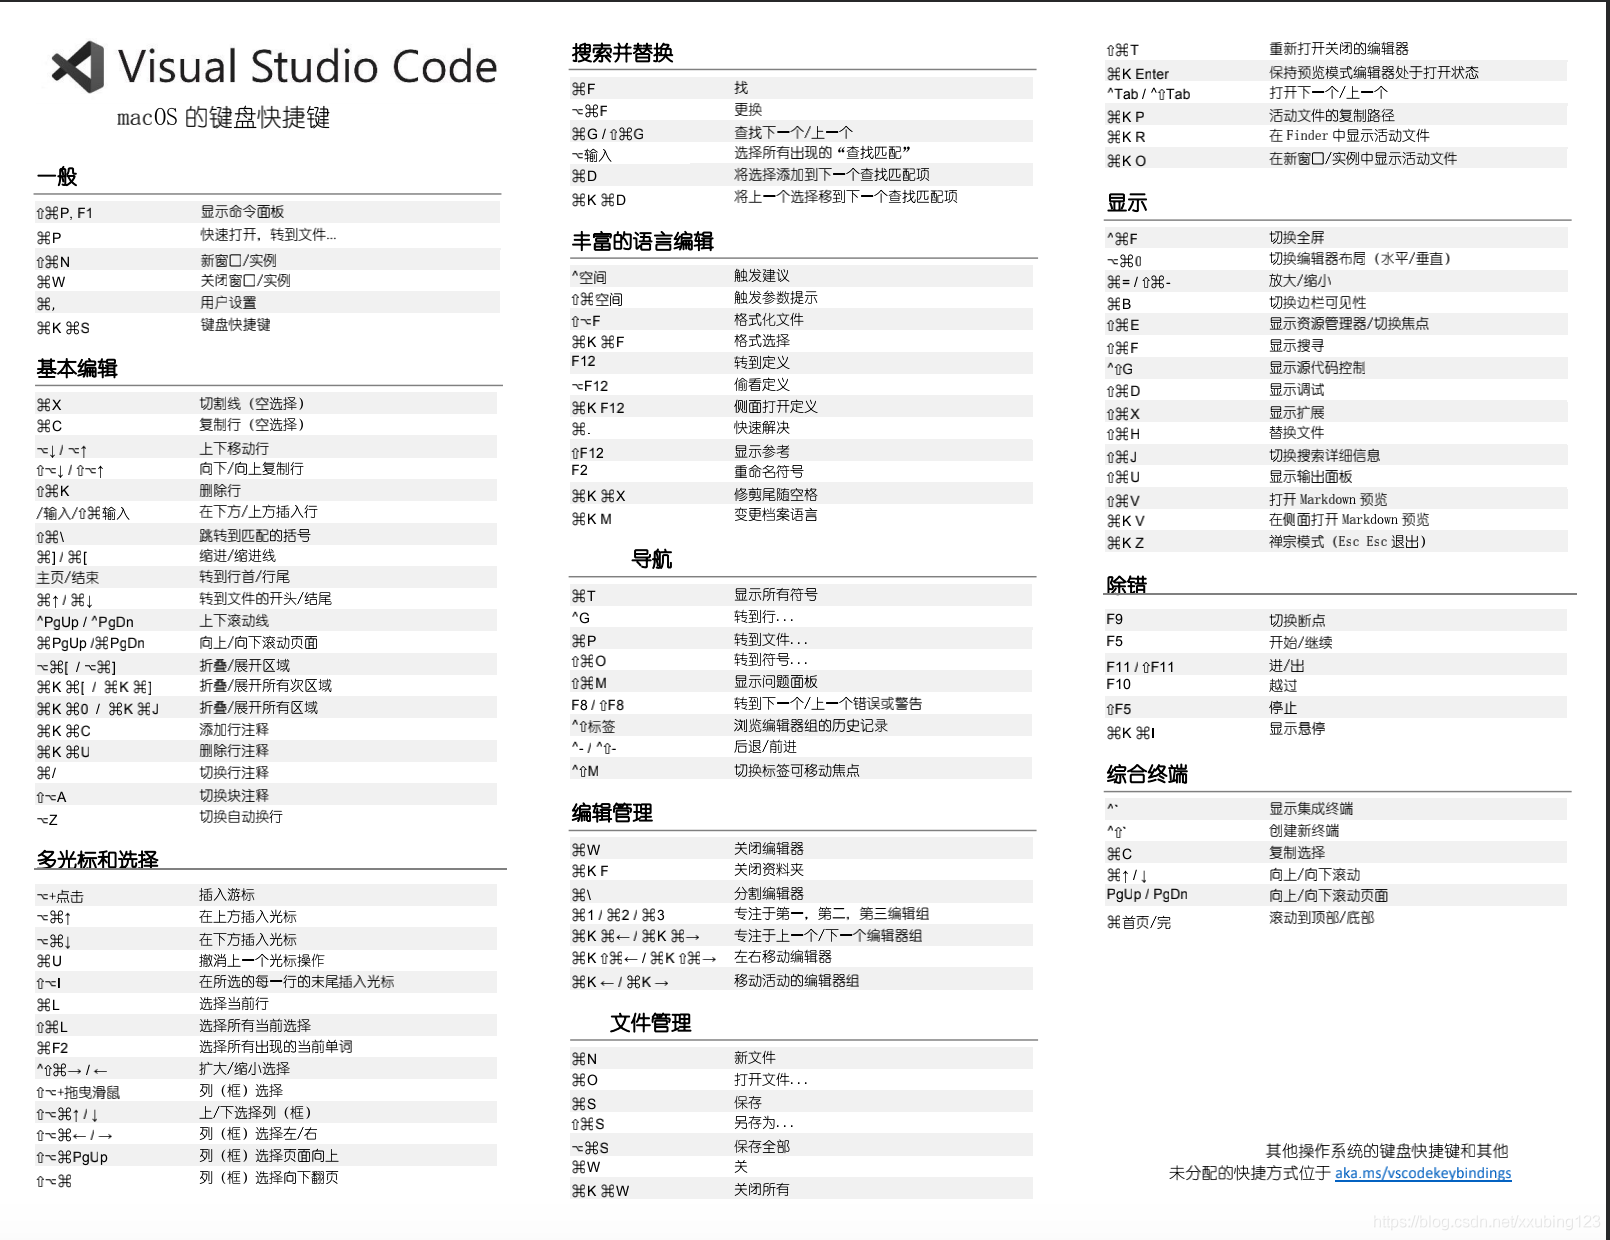 Visual Studio Code
macOS 的键盘快捷键
一般
⇧⌘P, F1 显示命令面板
⌘P 快速打开，转到文件...
⇧⌘N 新窗口/实例
⌘W 关闭窗口/实例
⌘, 用户设置
⌘K ⌘S 键盘快捷键
基本编辑
⌘X 切割线（空选择）
⌘C 复制行（空选择）
⌥↓ / ⌥↑ 上下移动行
⇧⌥↓ / ⇧⌥↑ 向下/向上复制行
⇧⌘K 删除行
/输入/⇧⌘输入 在下方/上方插入行
⇧⌘\ 跳转到匹配的括号
⌘] / ⌘[ 缩进/缩进线
主页/结束 转到行首/行尾
⌘↑ / ⌘↓ 转到文件的开头/结尾
^PgUp / ^PgDn 上下滚动线
⌘PgUp /⌘PgDn 向上/向下滚动页面
⌥⌘[ / ⌥⌘] 折叠/展开区域
⌘K ⌘[ / ⌘K ⌘] 折叠/展开所有次区域
⌘K ⌘0 / ⌘K ⌘J 折叠/展开所有区域
⌘K ⌘C 添加行注释
⌘K ⌘U 删除行注释
⌘/ 切换行注释
⇧⌥A 切换块注释
⌥Z 切换自动换行
多光标和选择
⌥+点击 插入游标
⌥⌘↑ 在上方插入光标
⌥⌘↓ 在下方插入光标
⌘U 撤消上一个光标操作
⇧⌥I 在所选的每一行的末尾插入光标
⌘L 选择当前行
⇧⌘L 选择所有当前选择
⌘F2 选择所有出现的当前单词
^⇧⌘→ / ← 扩大/缩小选择
⇧⌥+拖曳滑鼠 列（框）选择
⇧⌥⌘↑ / ↓ 上/下选择列（框）
⇧⌥⌘← / → 列（框）选择左/右
⇧⌥⌘PgUp 列（框）选择页面向上
⇧⌥⌘ 列（框）选择向下翻页
搜索并替换
⌘F 找
⌥⌘F 更换
⌘G / ⇧⌘G 查找下一个/上一个
⌥输入 选择所有出现的“查找匹配”
⌘D 将选择添加到下一个查找匹配项
⌘K ⌘D 将上一个选择移到下一个查找匹配项
丰富的语言编辑
^空间 触发建议
⇧⌘空间 触发参数提示
⇧⌥F 格式化文件
⌘K ⌘F 格式选择
F12 转到定义
⌥F12 偷看定义
⌘K F12 侧面打开定义
⌘. 快速解决
⇧F12 显示参考
F2 重命名符号
⌘K ⌘X 修剪尾随空格
⌘K M 变更档案语言
导航
⌘T 显示所有符号
^G 转到行...
⌘P 转到文件...
⇧⌘O 转到符号...
⇧⌘M 显示问题面板
F8 / ⇧F8 转到下一个/上一个错误或警告
^⇧标签 浏览编辑器组的历史记录
^- / ^⇧- 后退/前进
^⇧M 切换标签可移动焦点
编辑管理
⌘W 关闭编辑器
⌘K F 关闭资料夹
⌘\ 分割编辑器
⌘1 / ⌘2 / ⌘3 专注于第一，第二，第三编辑组
⌘K ⌘← / ⌘K ⌘→ 专注于上一个/下一个编辑器组
⌘K ⇧⌘← / ⌘K ⇧⌘→ 左右移动编辑器
⌘K ← / ⌘K → 移动活动的编辑器组
文件管理
⌘N 新文件
⌘O 打开文件...
⌘S 保存
⇧⌘S 另存为...
⌥⌘S 保存全部
⌘W 关
⌘K ⌘W 关闭所有
⇧⌘T 重新打开关闭的编辑器
⌘K Enter 保持预览模式编辑器处于打开状态
^Tab / ^⇧Tab 打开下一个/上一个
⌘K P 活动文件的复制路径
⌘K R 在 Finder 中显示活动文件
⌘K O 在新窗口/实例中显示活动文件
显示
^⌘F 切换全屏
⌥⌘0 切换编辑器布局（水平/垂直）
⌘= / ⇧⌘- 放大/缩小
⌘B 切换边栏可见性
⇧⌘E 显示资源管理器/切换焦点
⇧⌘F 显示搜寻
^⇧G 显示源代码控制
⇧⌘D 显示调试
⇧⌘X 显示扩展
⇧⌘H 替换文件
⇧⌘J 切换搜索详细信息
⇧⌘U 显示输出面板
⇧⌘V 打开 Markdown 预览
⌘K V 在侧面打开 Markdown 预览
⌘K Z 禅宗模式（Esc Esc 退出）
除错
F9 切换断点
F5 开始/继续
F11 / ⇧F11 进/出
F10 越过
⇧F5 停止
⌘K ⌘I 显示悬停
综合终端
^` 显示集成终端
^⇧` 创建新终端
⌘C 复制选择
⌘↑ / ↓ 向上/向下滚动
PgUp / PgDn 向上/向下滚动页面
⌘首页/完 滚动到顶部/底部
其他操作系统的键盘快捷键和其他
未分配的快捷方式位于 aka.ms/vscodekeybindings
https://blog.csdn.net/xxubing123